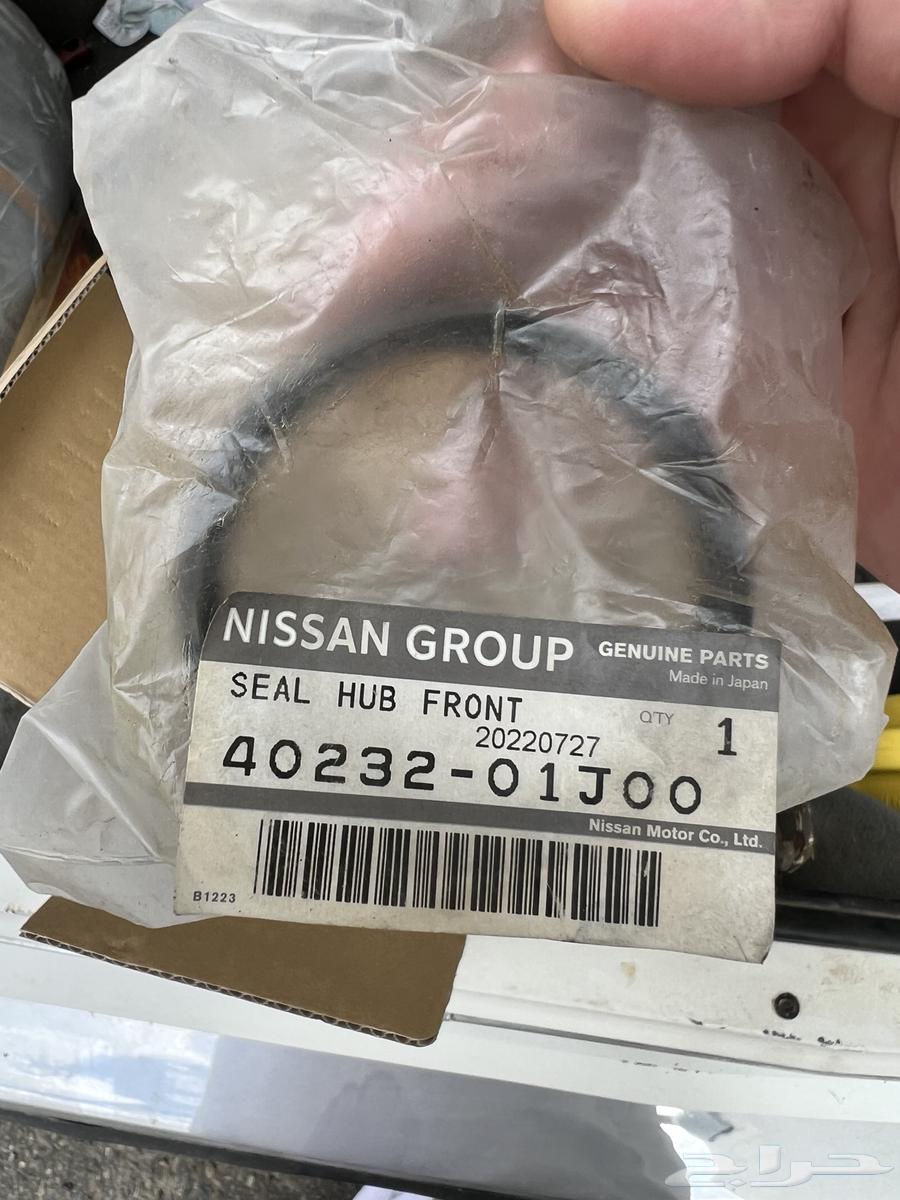 NISSAN GROUP GENUINE PARTS
Made in Japan
SEAL HUB FRONT
Q'TY 1
20220727
40232-01J00
Nissan Motor Co., Ltd.
B1223
حراج